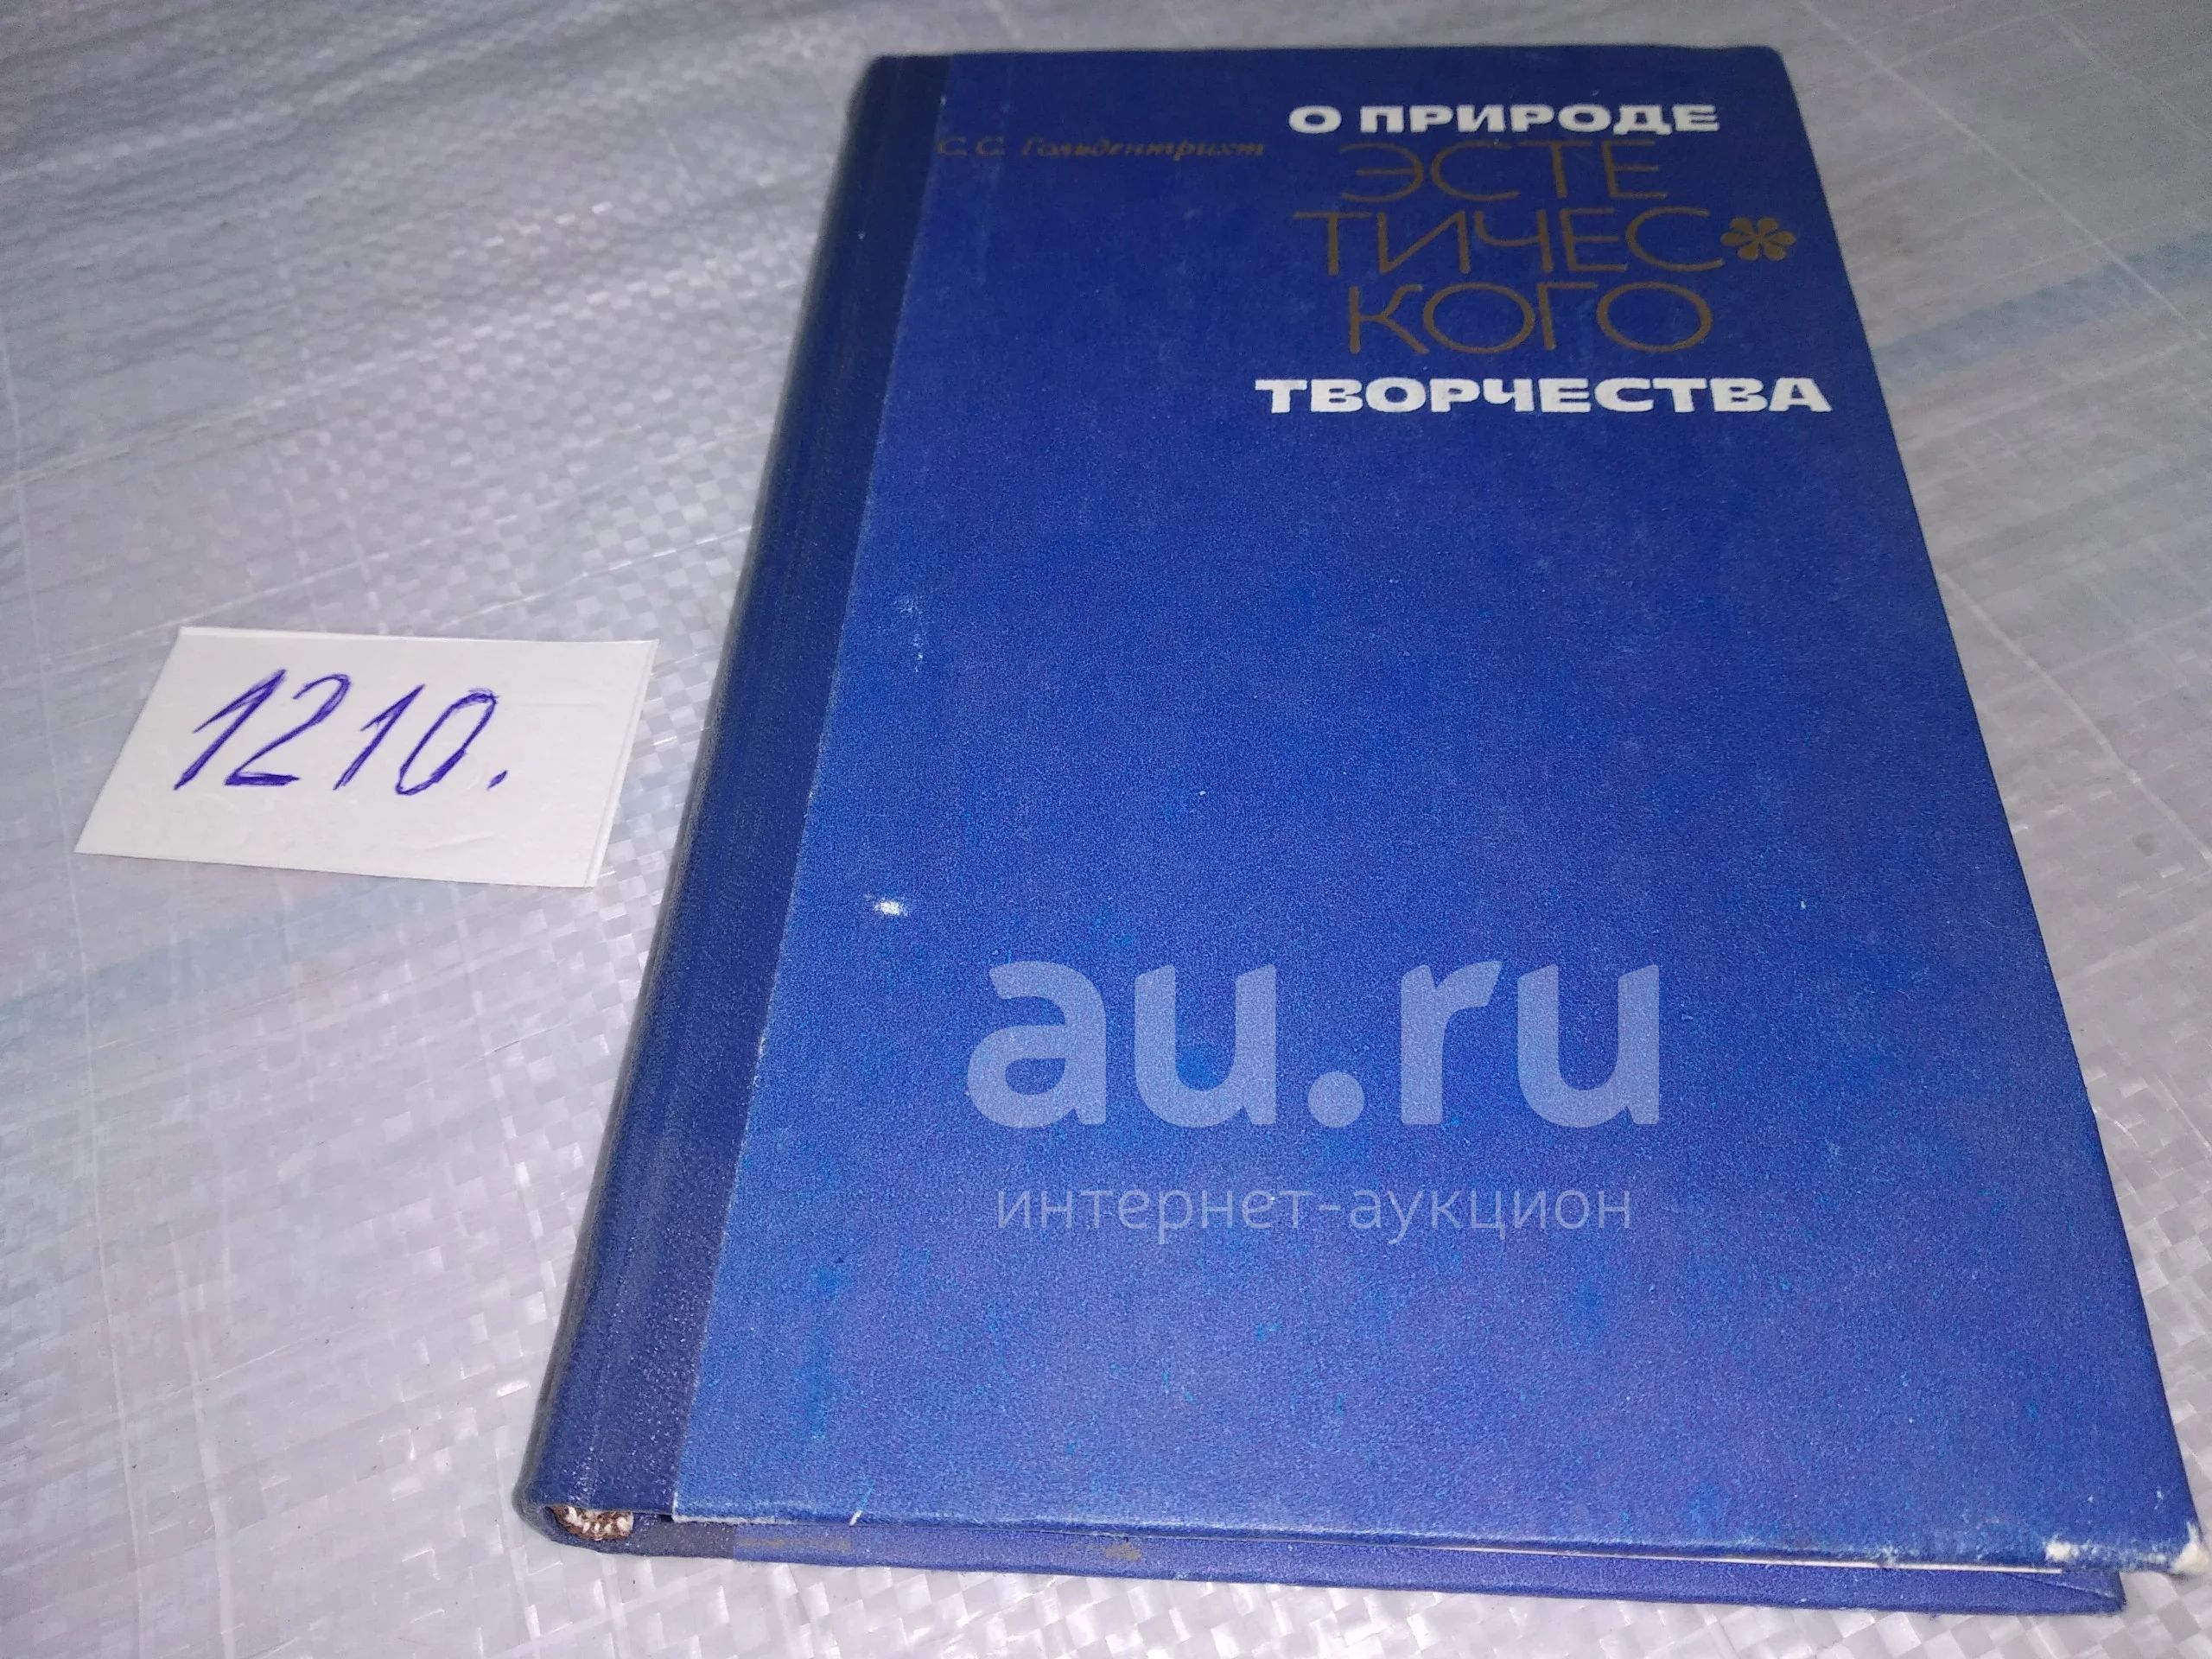 О ПРИРОДЕ
С. С. Гольдентрихт
ЭСТЕ
ТИЧЕС
КОГО
ТВОРЧЕСТВА
1210.
au.ru
интернет-аукцион